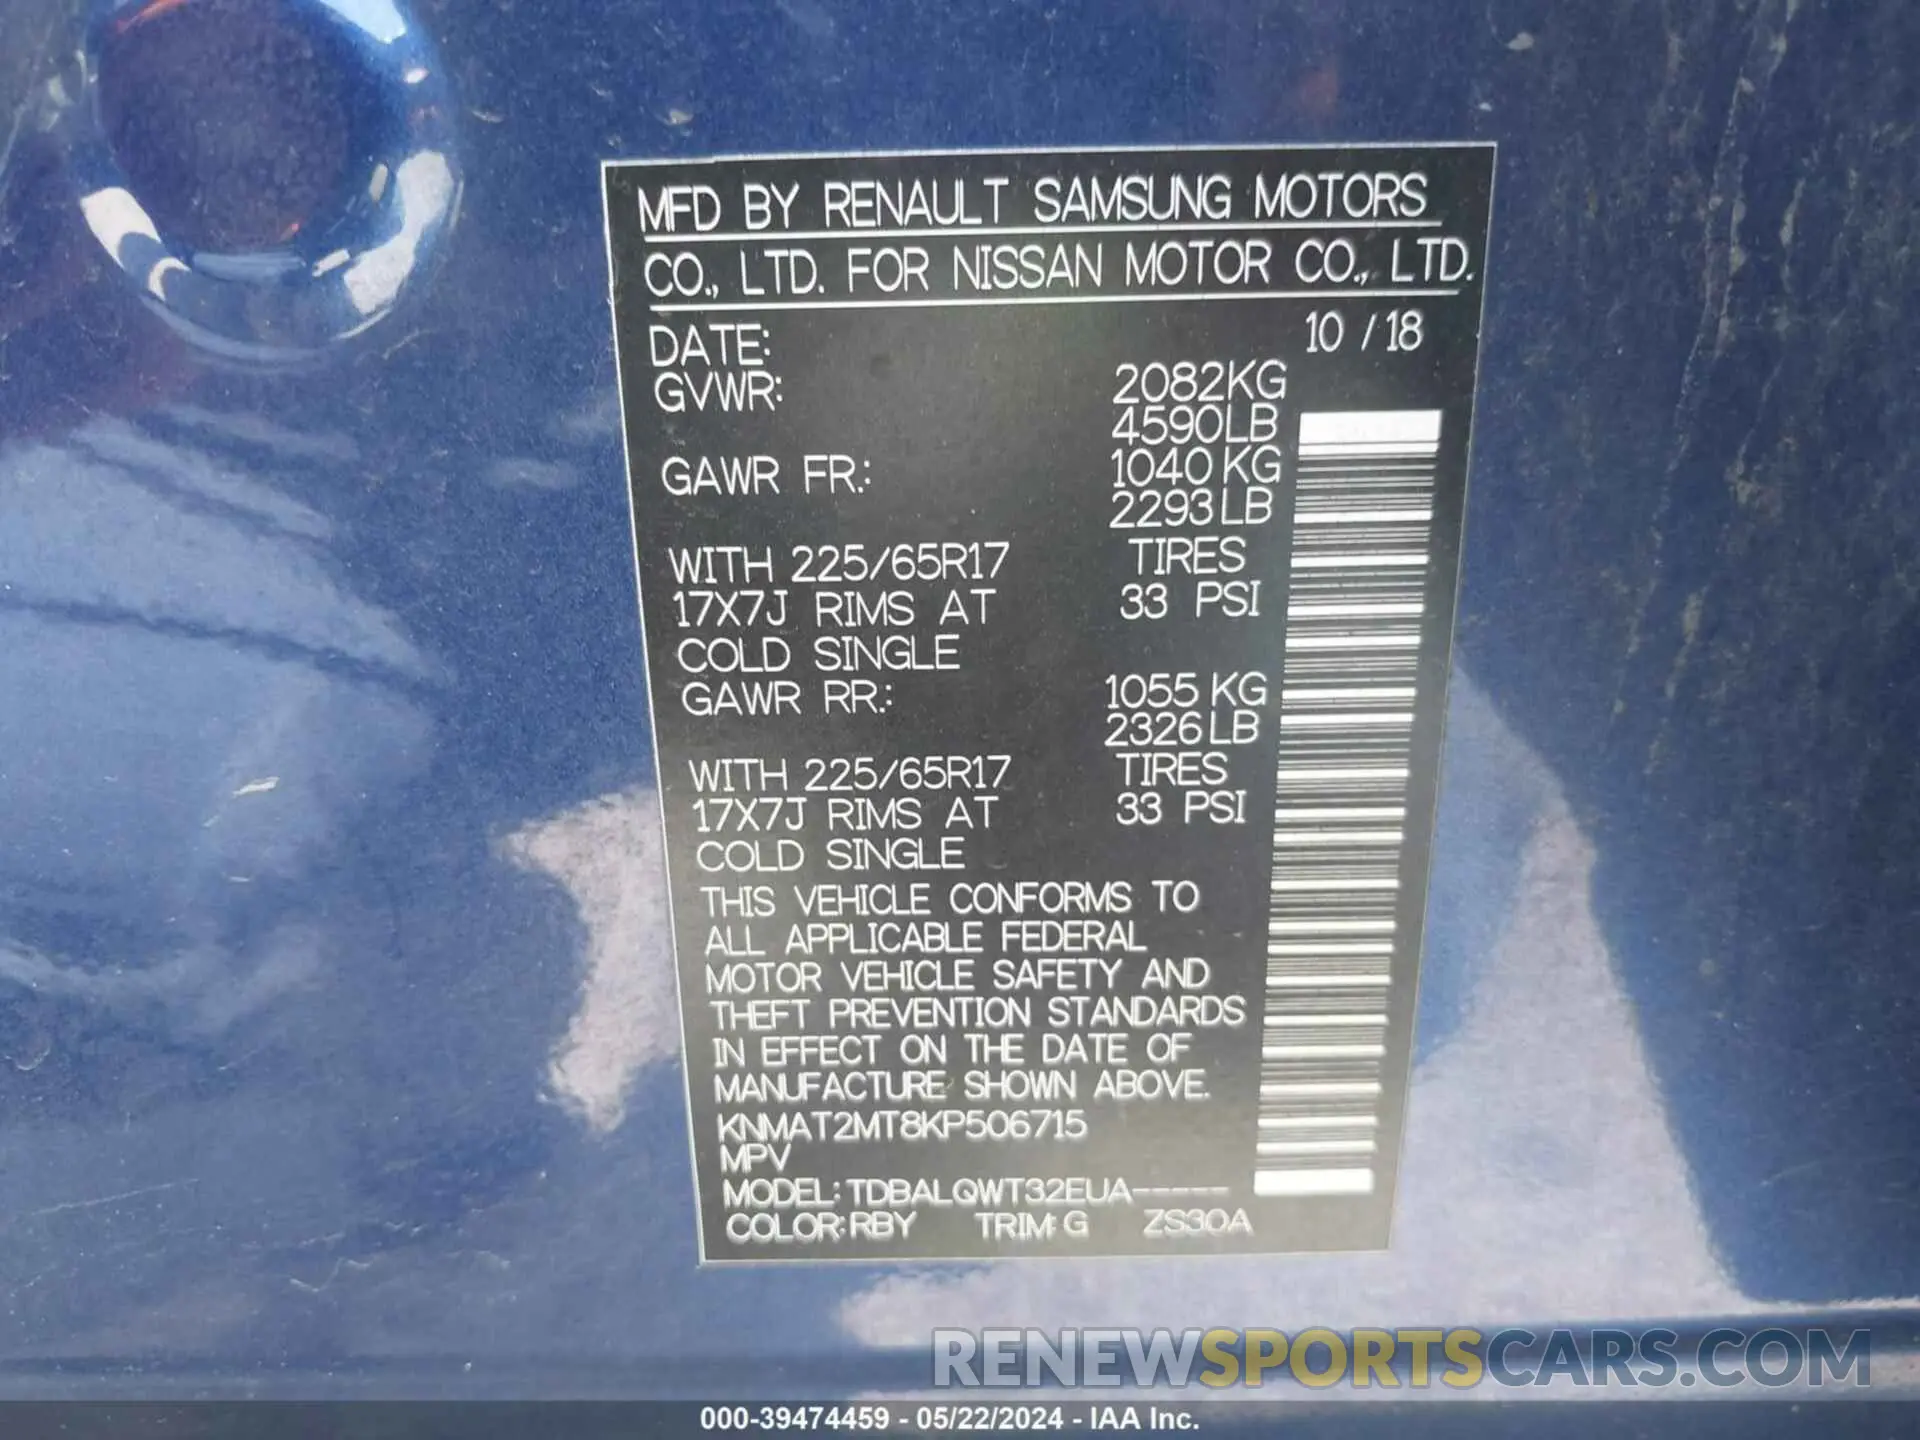 MFD BY RENAULT SAMSUNG MOTORS
CO., LTD. FOR NISSAN MOTOR CO., LTD.
DATE: 10 / 18
GVWR: 2082KG
4590LB
GAWR FR.: 1040 KG
2293LB
WITH 225/65R17 TIRES
17X7J RIMS AT 33 PSI
COLD SINGLE
GAWR RR.: 1055 KG
2326LB
WITH 225/65R17 TIRES
17X7J RIMS AT 33 PSI
COLD SINGLE
THIS VEHICLE CONFORMS TO
ALL APPLICABLE FEDERAL
MOTOR VEHICLE SAFETY AND
THEFT PREVENTION STANDARDS
IN EFFECT ON THE DATE OF
MANUFACTURE SHOWN ABOVE.
KNMAT2MT8KP506715
MPV
MODEL: TDBALQWT32EUA-----
COLOR: RBY TRIM: G ZS30A
RENEWSPORTSCARS.COM
000-39474459 - 05/22/2024 - IAA Inc.